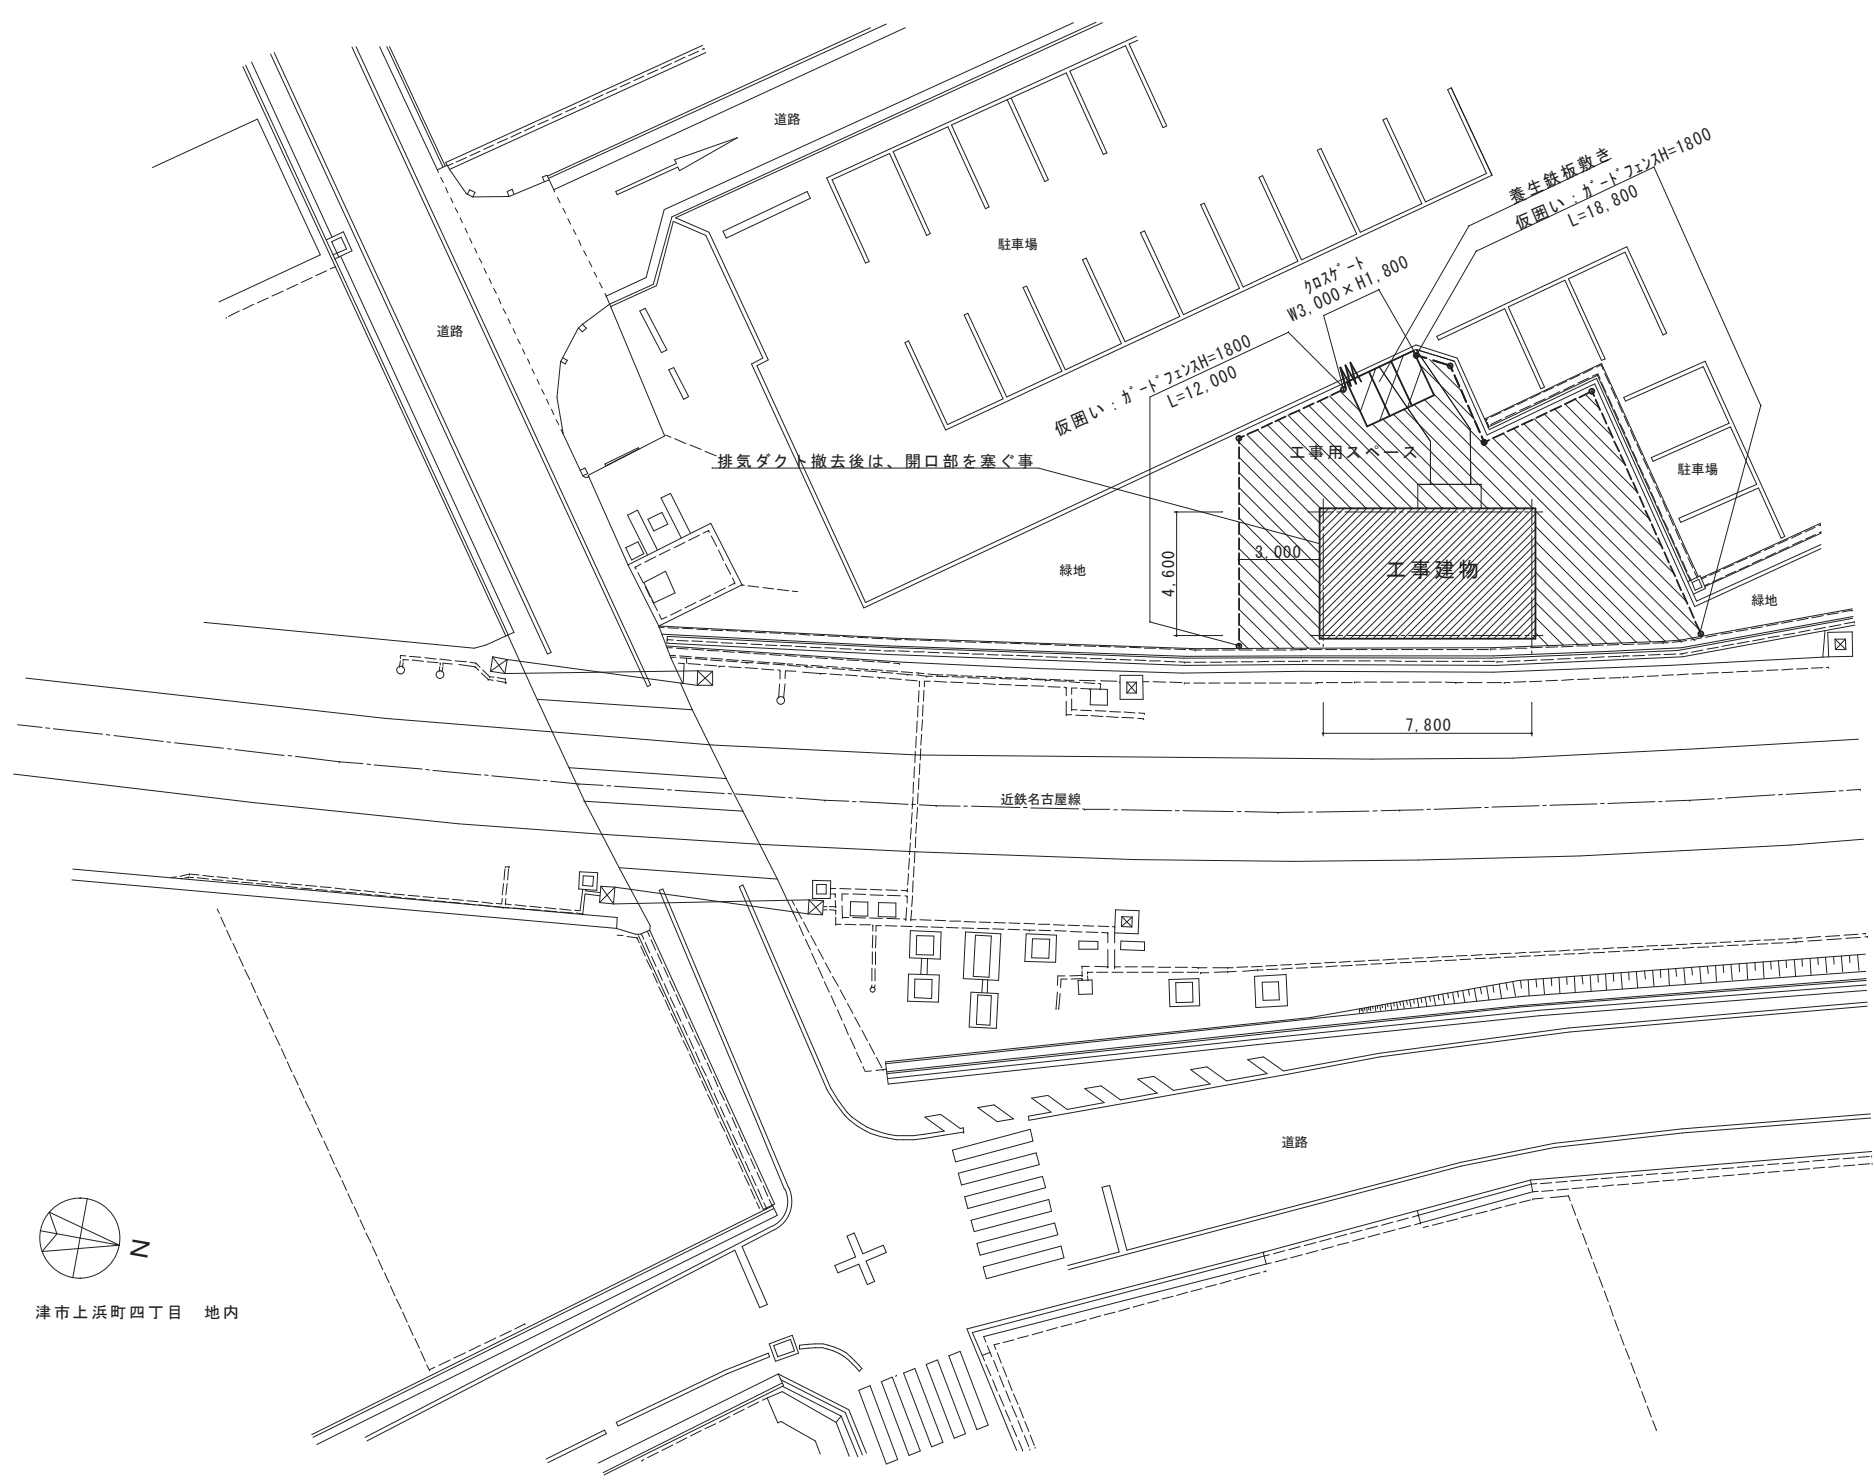 道路
養生鉄板敷き
仮囲い：ｶﾞｰﾄﾞﾌｪﾝｽH=1800
L=18,800
駐車場
ｸﾛｽｹﾞｰﾄ
W3,000×H1,800
道路
仮囲い：ｶﾞｰﾄﾞﾌｪﾝｽH=1800
L=12,000
排気ダクト撤去後は、開口部を塞ぐ事
工事用スペース
駐車場
3,000
4,600
緑地
工事建物
緑地
7,800
近鉄名古屋線
道路
N
津市上浜町四丁目　地内